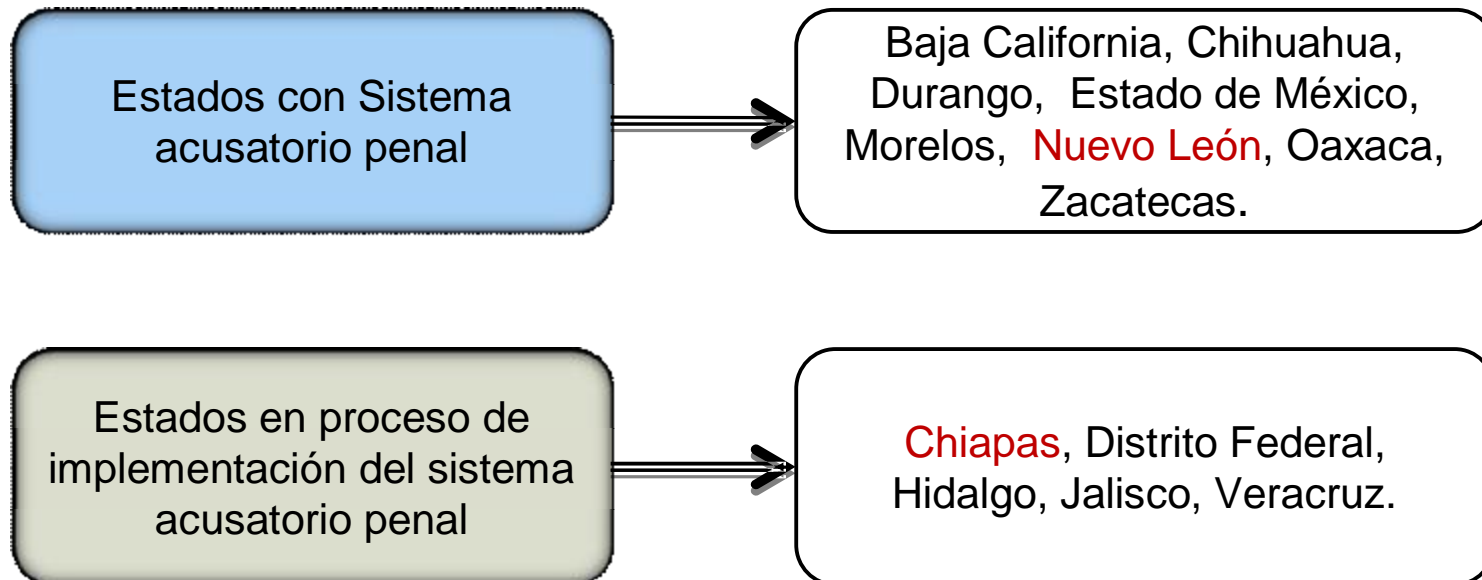 Estados con Sistema
acusatorio penal
Baja California, Chihuahua,
Durango, Estado de México,
Morelos, Nuevo León, Oaxaca,
Zacatecas.
Estados en proceso de
implementación del sistema
acusatorio penal
Chiapas, Distrito Federal,
Hidalgo, Jalisco, Veracruz.